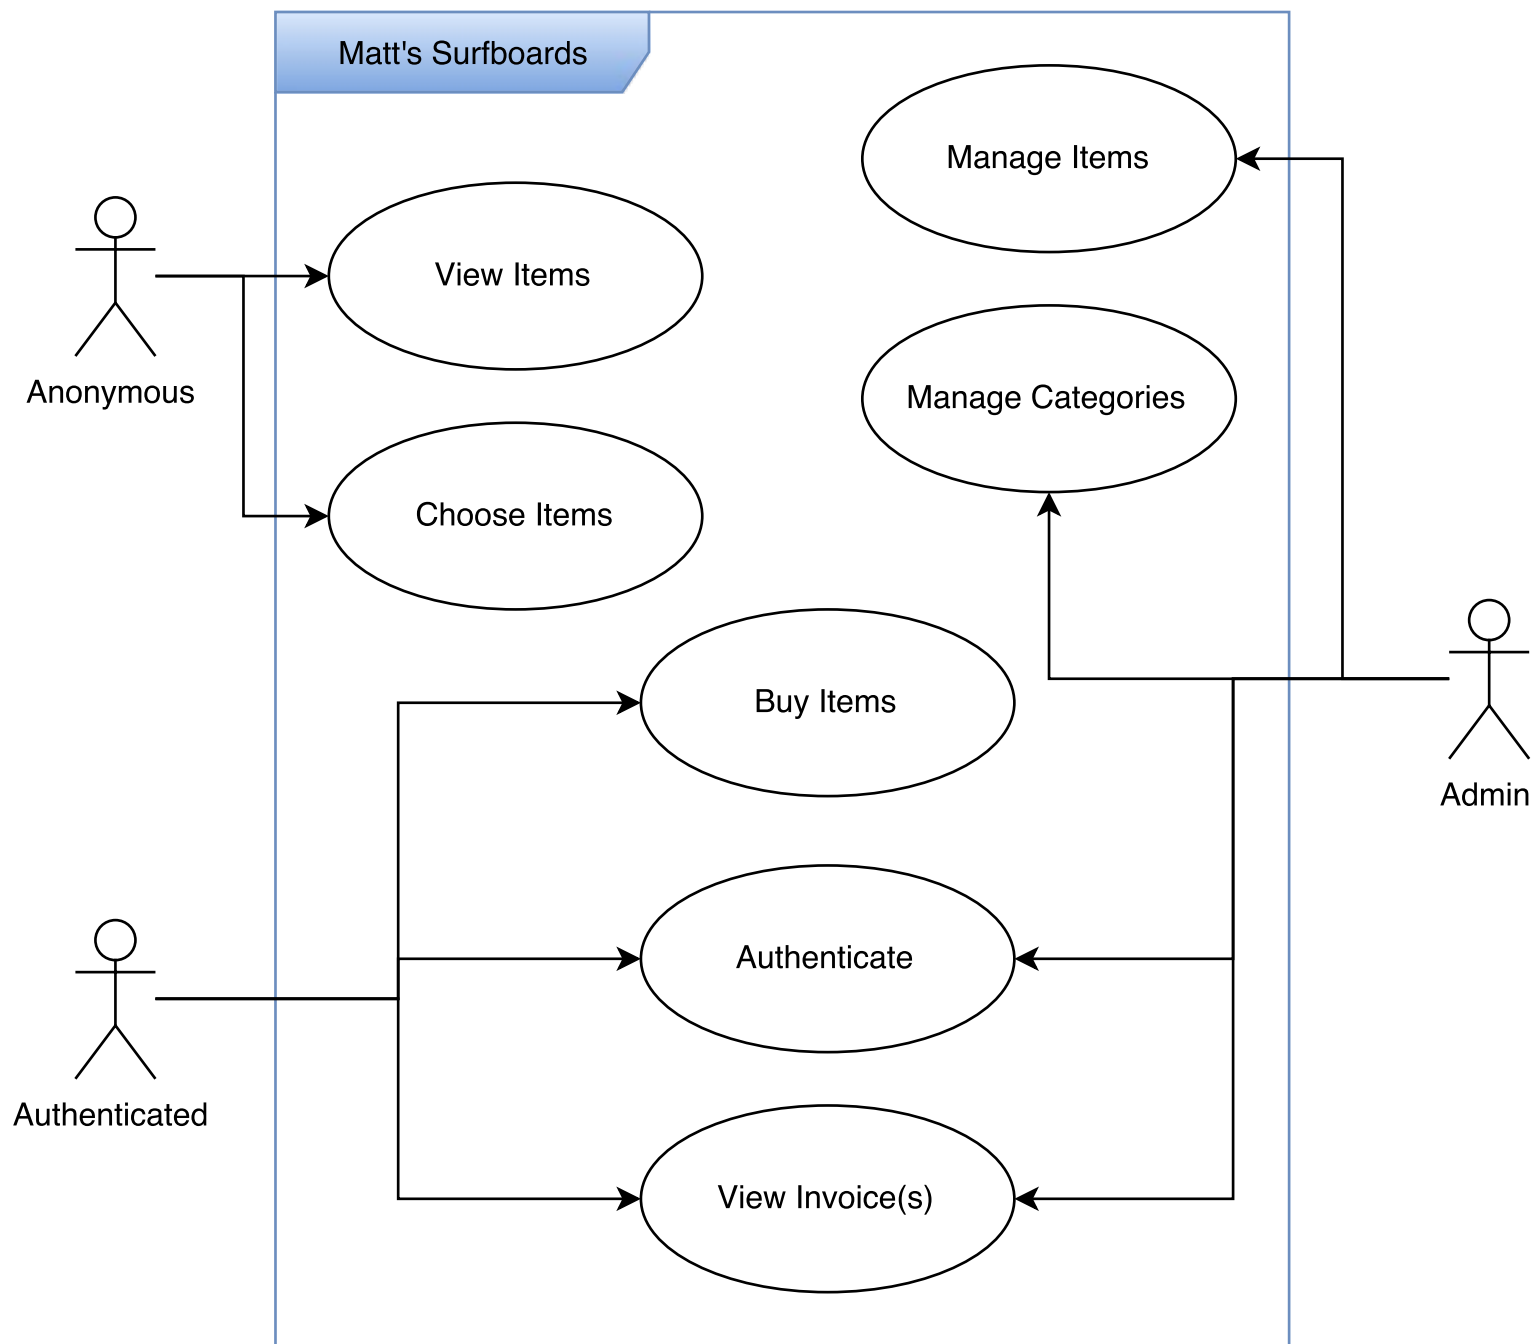 Matt's Surfboards
Manage Items
View Items
Anonymous
Manage Categories
Choose Items
Buy Items
Admin
Authenticate
Authenticated
View Invoice(s)